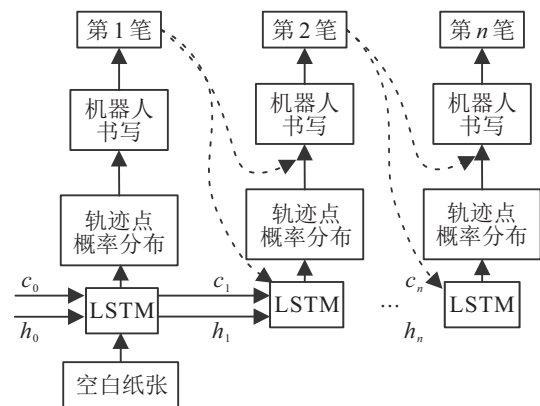 第1笔
第2笔
第n笔
机器人
书写
机器人
书写
机器人
书写
轨迹点
概率分布
轨迹点
概率分布
轨迹点
概率分布
c₀
c₁
cₙ
LSTM
LSTM
...
LSTM
h₀
h₁
hₙ
空白纸张